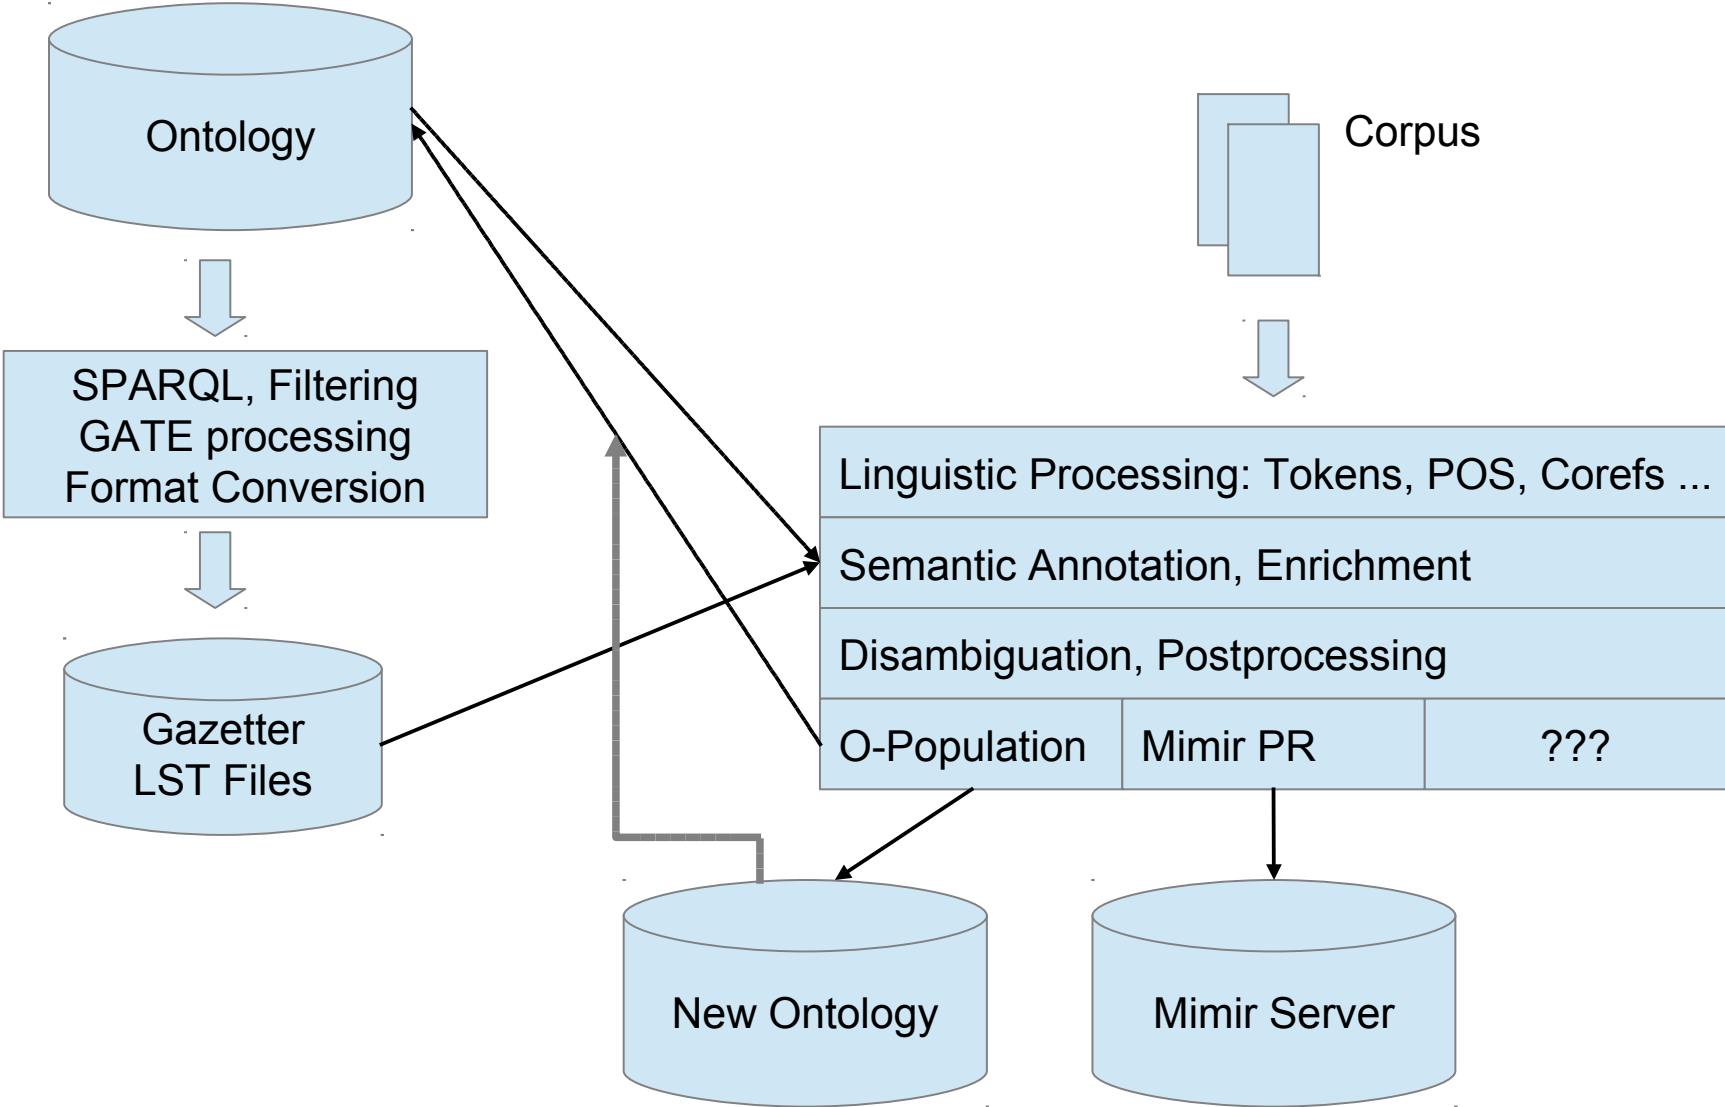 Ontology
Corpus
SPARQL, Filtering
GATE processing
Format Conversion
Linguistic Processing: Tokens, POS, Corefs ...
Semantic Annotation, Enrichment
Disambiguation, Postprocessing
Gazetter
LST Files
O-Population
Mimir PR
???
New Ontology
Mimir Server